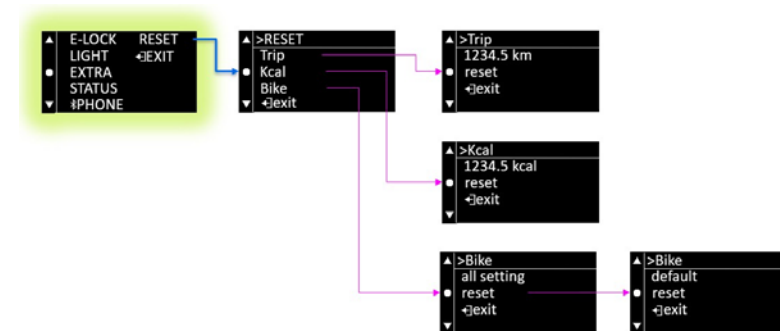 E-LOCK RESET
LIGHT EXIT
EXTRA
STATUS
PHONE
>RESET
Trip
Kcal
Bike
exit
>Trip
1234.5 km
reset
exit
>Kcal
1234.5 kcal
reset
exit
>Bike
all setting
reset
exit
>Bike
default
reset
exit